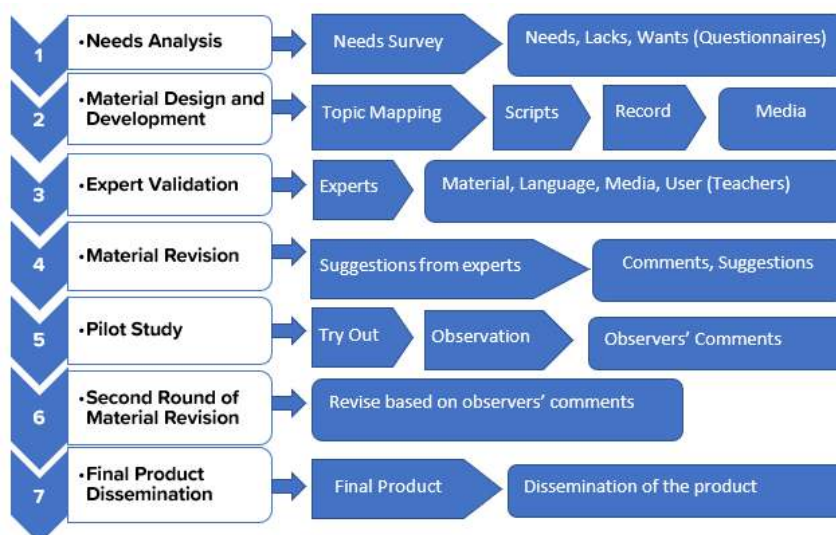 1
•Needs Analysis
Needs Survey
Needs, Lacks, Wants (Questionnaires)
2
•Material Design and
Development
Topic Mapping
Scripts
Record
Media
3
•Expert Validation
Experts
Material, Language, Media, User (Teachers)
4
•Material Revision
Suggestions from experts
Comments, Suggestions
5
•Pilot Study
Try Out
Observation
Observers’ Comments
6
•Second Round of
Material Revision
Revise based on observers’ comments
7
•Final Product
Dissemination
Final Product
Dissemination of the product